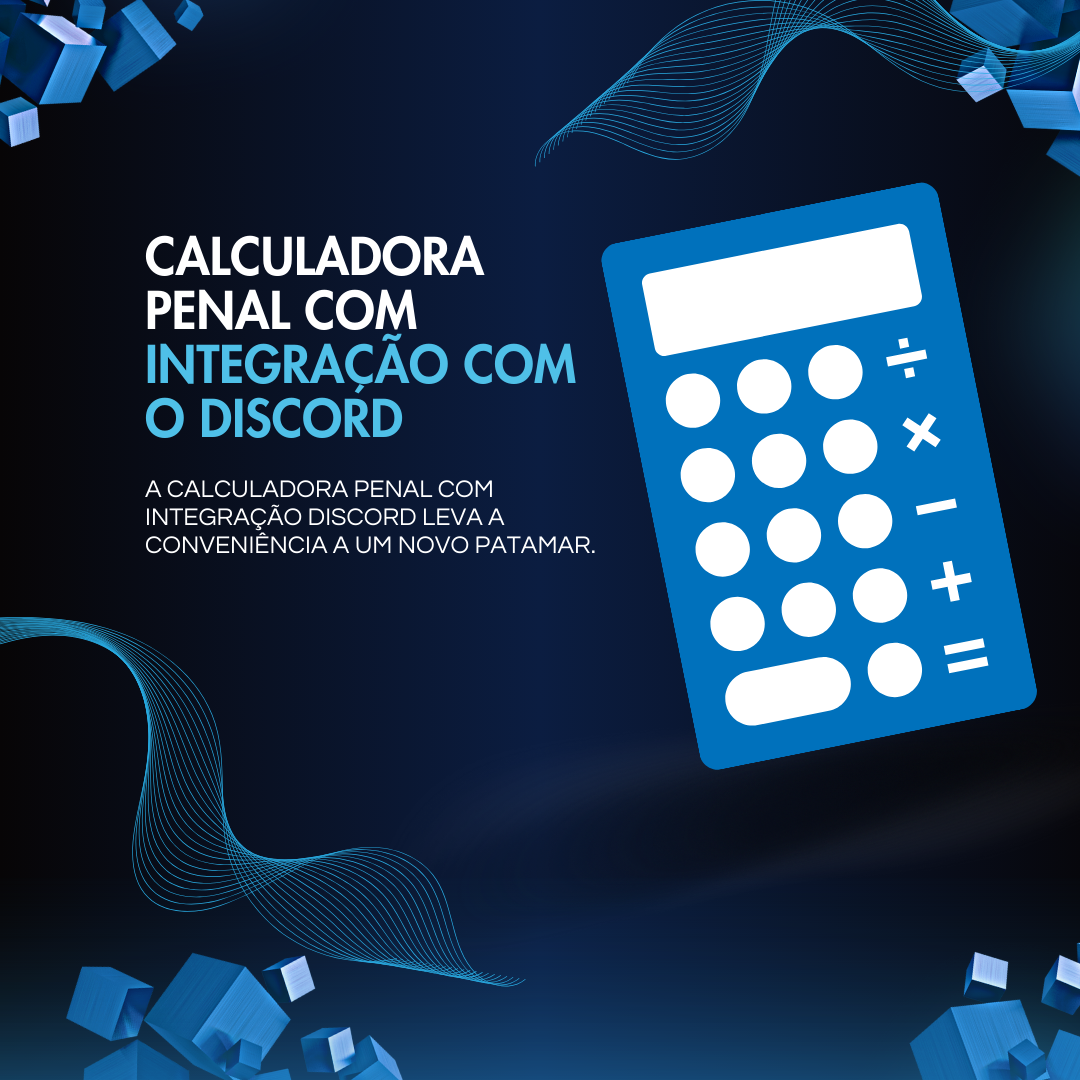 CALCULADORA
PENAL COM
INTEGRAÇÃO COM
O DISCORD
A CALCULADORA PENAL COM
INTEGRAÇÃO DISCORD LEVA A
CONVENIÊNCIA A UM NOVO PATAMAR.
÷
×
−
+
=